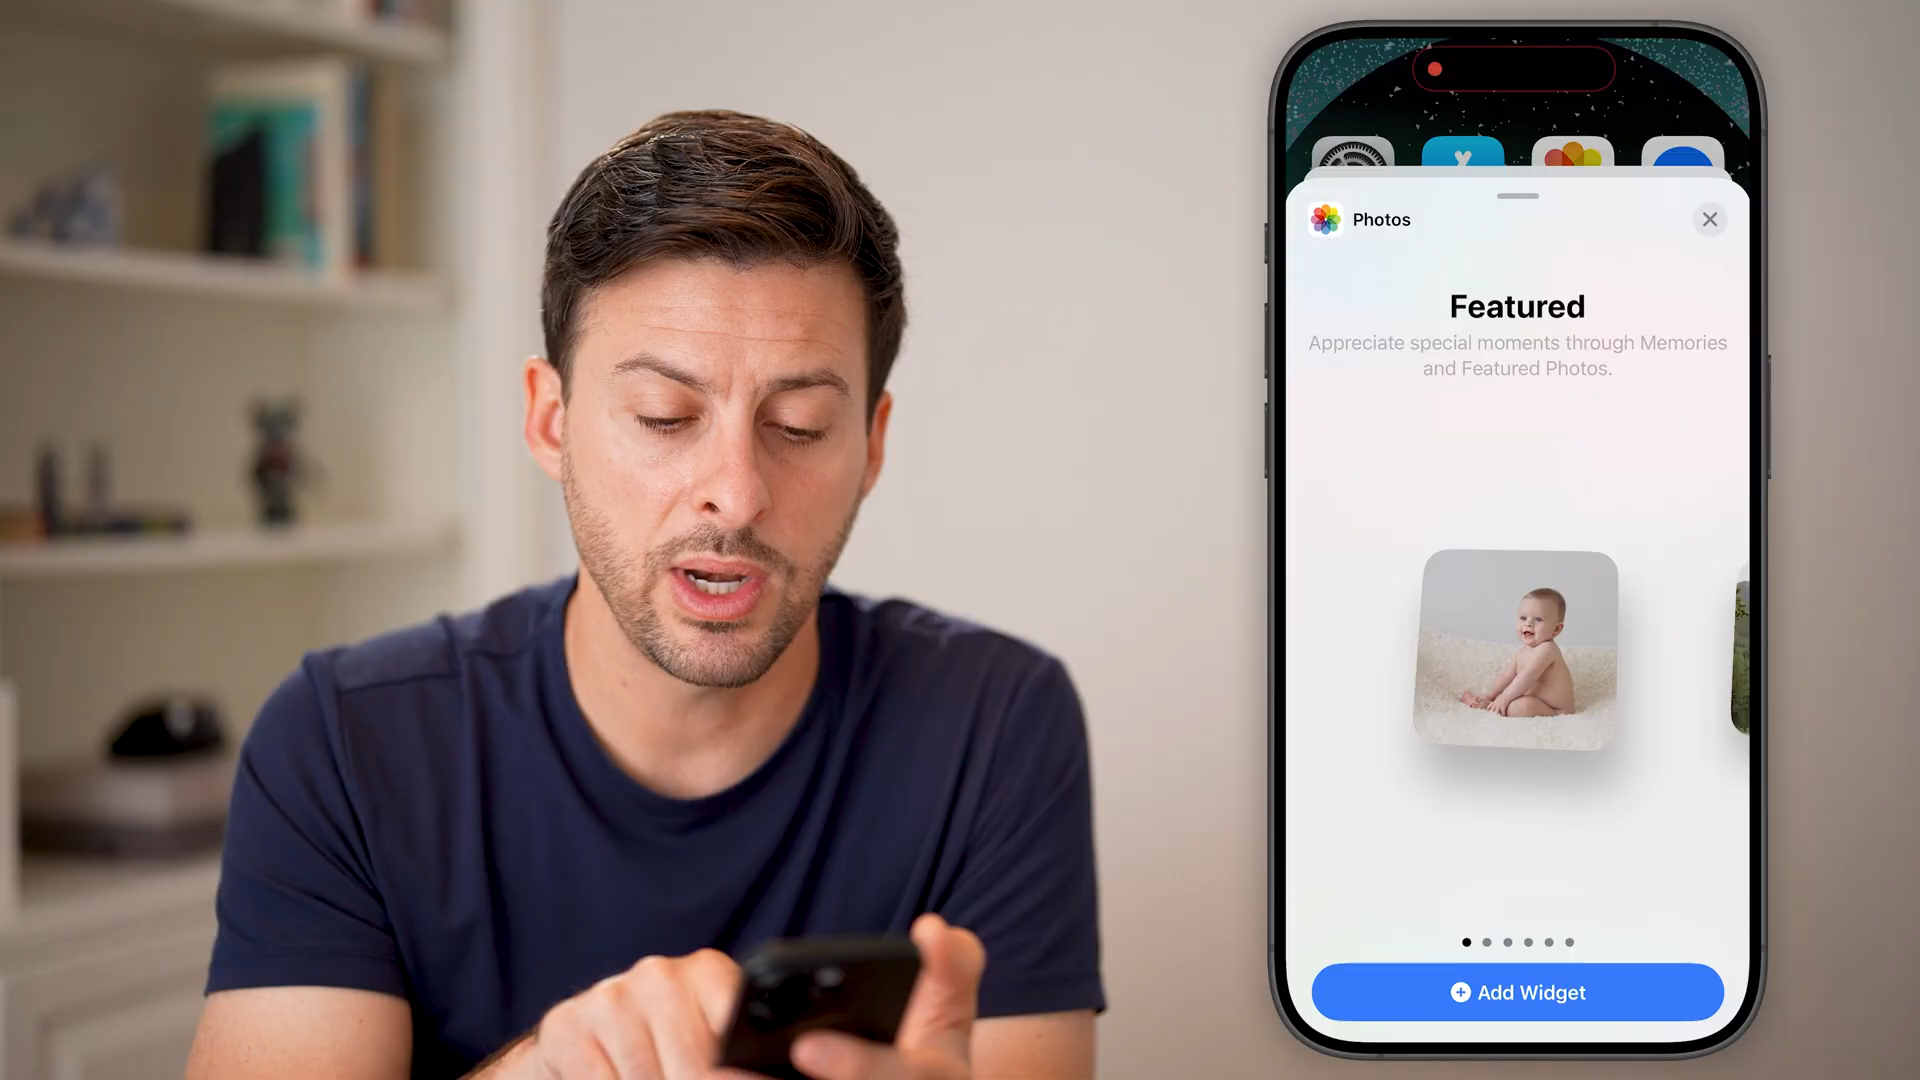 Photos
Featured
Appreciate special moments through Memories
and Featured Photos.
Add Widget